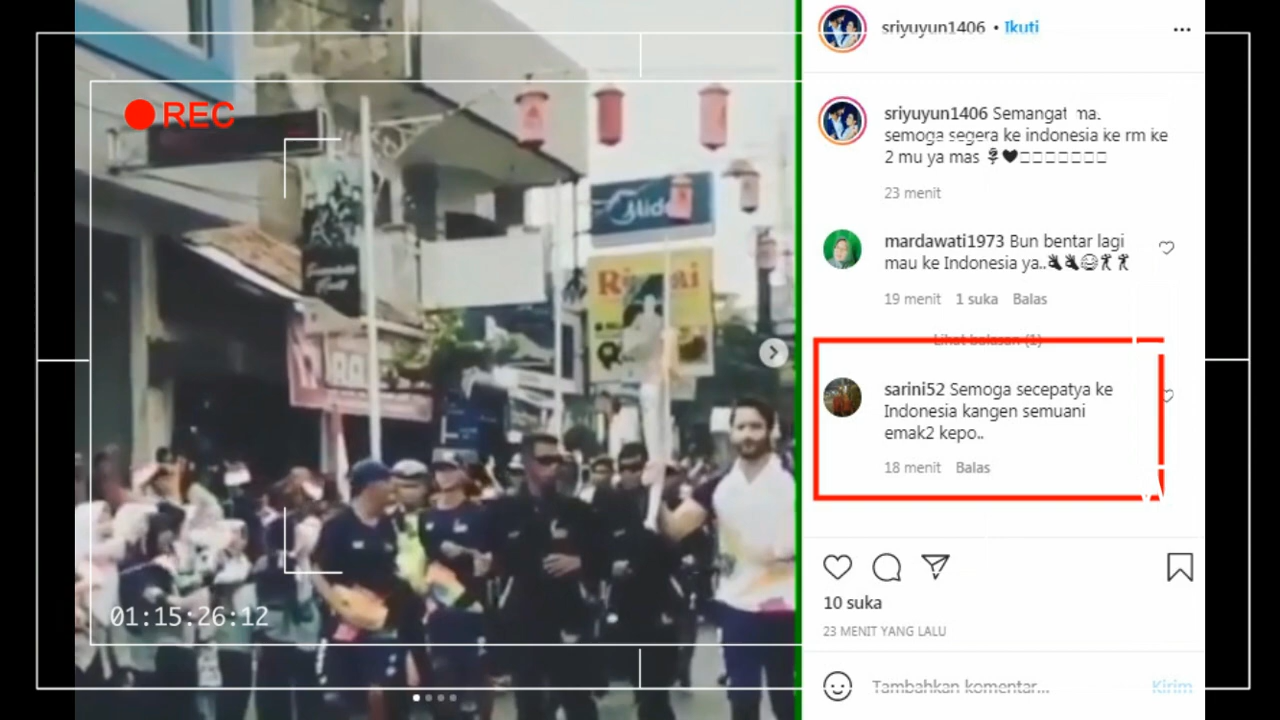 REC
Mide
Ri
01:15:26:12
sriyuyun1406 • Ikuti
sriyuyun1406 Semangat ma.
semoga segera ke indonesia ke rm ke
2 mu ya mas
23 menit
mardawati1973 Bun bentar lagi
mau ke Indonesia ya..
19 menit 1 suka Balas
Lihat balasan (1)
sarini52 Semoga secepatya ke
Indonesia kangen semuani
emak2 kepo..
18 menit Balas
10 suka
23 MENIT YANG LALU
Tambahkan komentar...
Kirim